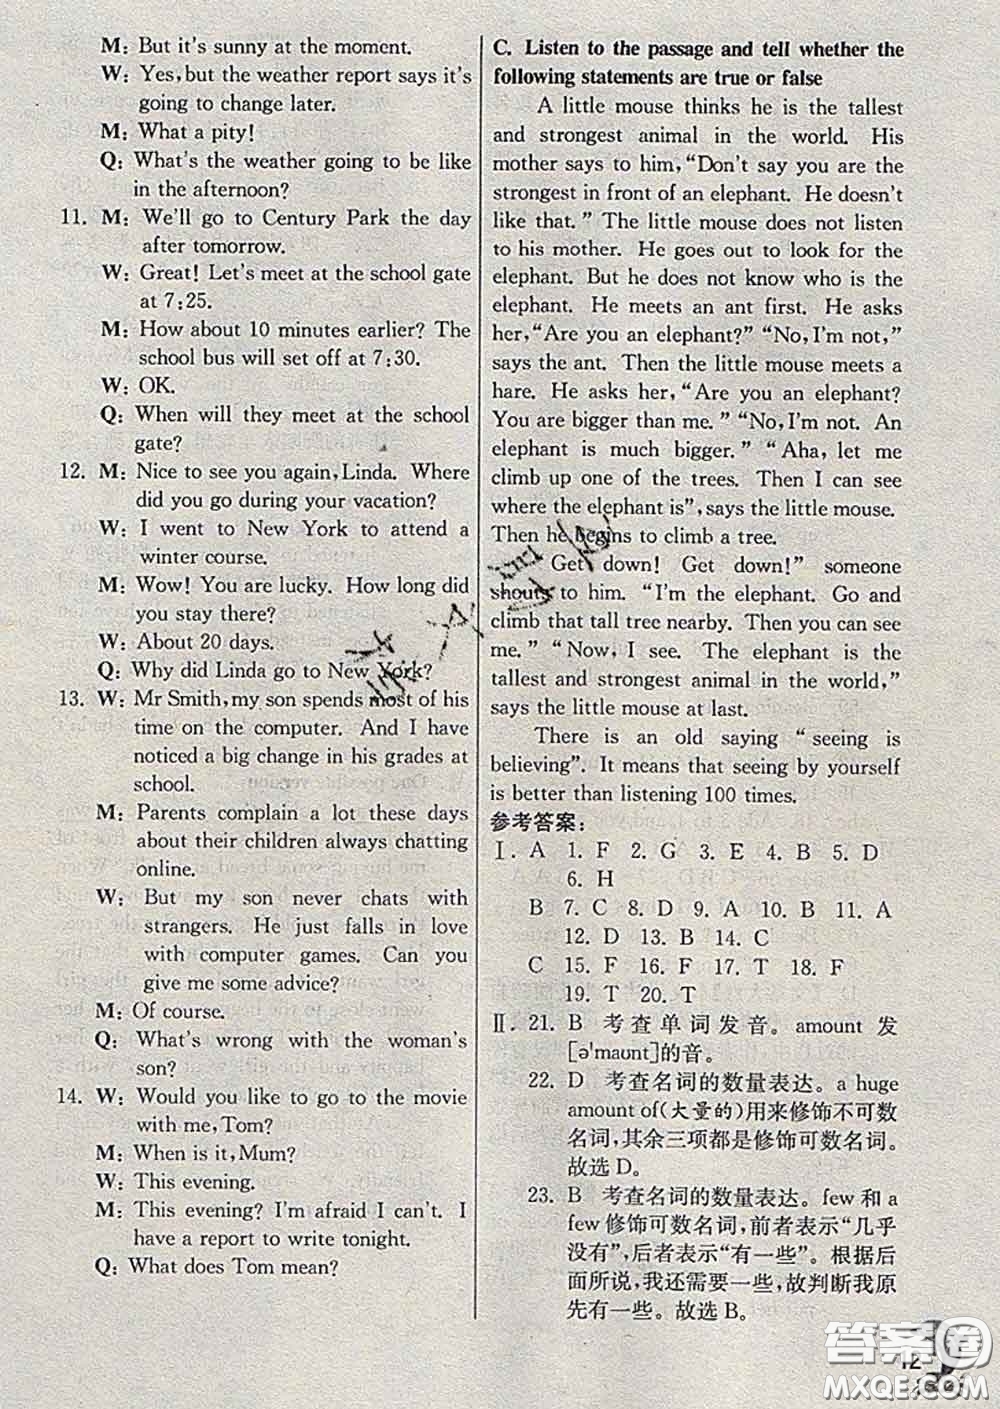 M: But it's sunny at the moment.
W: Yes, but the weather report says it's
going to change later.
M: What a pity!
Q: What's the weather going to be like
in the afternoon?
11. M: We'll go to Century Park the day
after tomorrow.
W: Great! Let's meet at the school gate
at 7:25.
M: How about 10 minutes earlier? The
school bus will set off at 7:30.
W: OK.
Q: When will they meet at the school
gate?
12. M: Nice to see you again, Linda. Where
did you go during your vacation?
W: I went to New York to attend a
winter course.
M: Wow! You are lucky. How long did
you stay there?
W: About 20 days.
Q: Why did Linda go to New York?
13. W: Mr Smith, my son spends most of his
time on the computer. And I have
noticed a big change in his grades at
school.
M: Parents complain a lot these days
about their children always chatting
online.
W: But my son never chats with
strangers. He just falls in love
with computer games. Can you
give me some advice?
M: Of course.
Q: What's wrong with the woman's
son?
14. W: Would you like to go to the movie
with me, Tom?
M: When is it, Mum?
W: This evening.
M: This evening? I'm afraid I can't. I
have a report to write tonight.
Q: What does Tom mean?
C. Listen to the passage and tell whether the
following statements are true or false
A little mouse thinks he is the tallest
and strongest animal in the world. His
mother says to him, "Don't say you are the
strongest in front of an elephant. He doesn't
like that." The little mouse does not listen
to his mother. He goes out to look for the
elephant. But he does not know who is the
elephant. He meets an ant first. He asks
her, "Are you an elephant?" "No, I'm not,"
says the ant. Then the little mouse meets a
hare. He asks her, "Are you an elephant?
You are bigger than me." "No, I'm not. An
elephant is much bigger." "Aha, let me
climb up one of the trees. Then I can see
where the elephant is", says the little mouse.
Then he begins to climb a tree.
"Get down! Get down!" someone
shouts to him. "I'm the elephant. Go and
climb that tall tree nearby. Then you can see
me." "Now, I see. The elephant is the
tallest and strongest animal in the world,"
says the little mouse at last.
There is an old saying "seeing is
believing". It means that seeing by yourself
is better than listening 100 times.
参考答案:
Ⅰ. A 1. F 2. G 3. E 4. B 5. D
6. H
B 7. C 8. D 9. A 10. B 11. A
12. D 13. B 14. C
C 15. F 16. F 17. T 18. F
19. T 20. T
Ⅱ. 21. B 考查单词发音。amount 发
[ə'maʊnt]的音。
22. D 考查名词的数量表达。a huge
amount of(大量的)用来修饰不可数
名词,其余三项都是修饰可数名词。
故选 D。
23. B 考查名词的数量表达。few 和 a
few 修饰可数名词,前者表示“几乎
没有”,后者表示“有一些”。根据后
面所说,我还需要一些,故判断我原
先有一些。故选 B。
答案圈
12
MXQE.COM